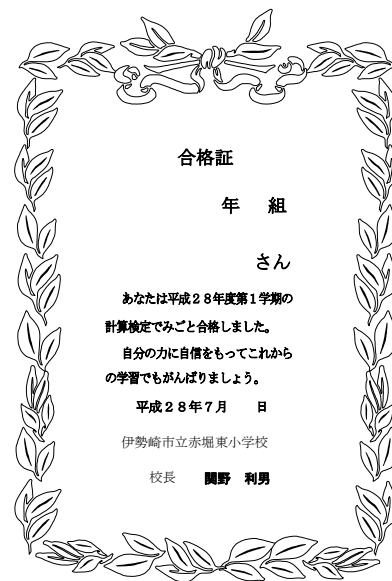 合格証
年　組
さん
あなたは平成２８年度第1学期の
計算検定でみごと合格しました。
自分の力に自信をもってこれから
の学習でもがんばりましょう。
平成２８年７月　　日
伊勢崎市立赤堀東小学校
校長　関野　利男